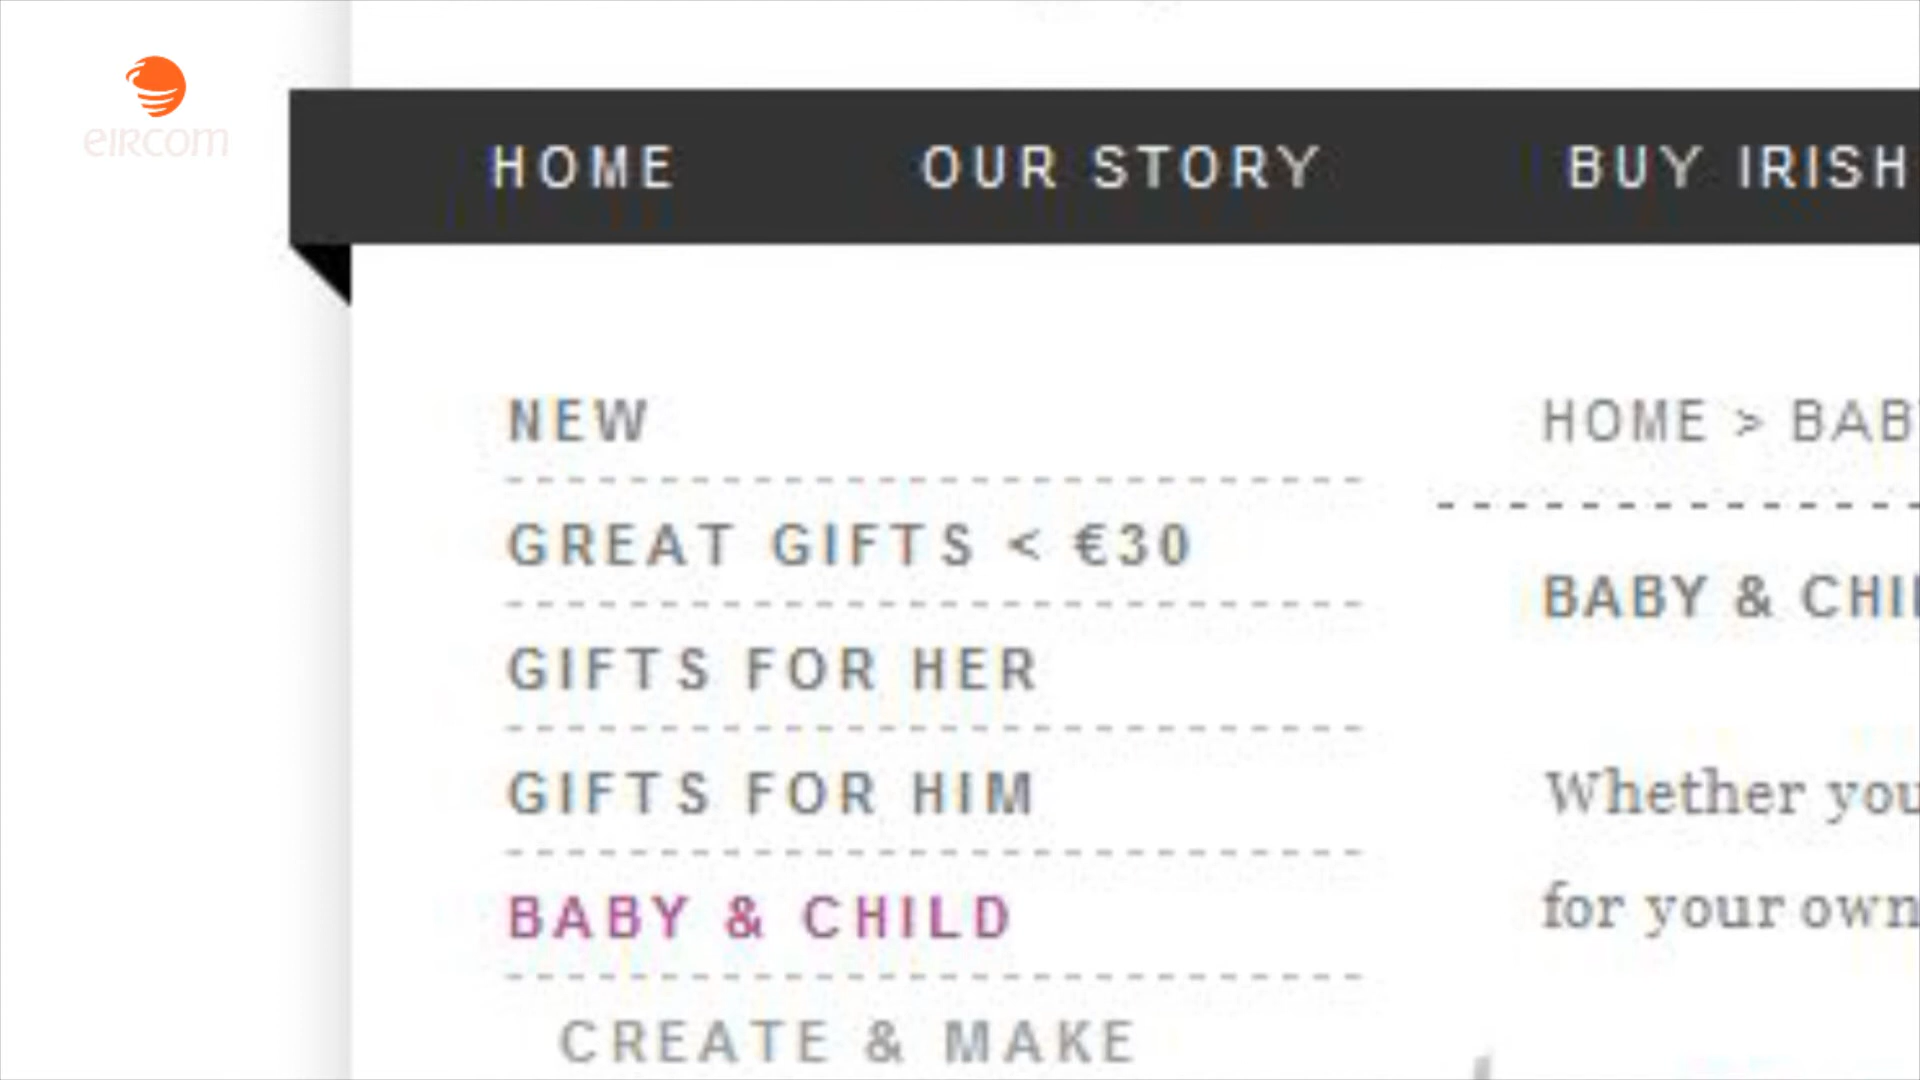 eircom
HOME OUR STORY BUY IRISH
NEW
GREAT GIFTS < €30
GIFTS FOR HER
GIFTS FOR HIM
BABY & CHILD
CREATE & MAKE
HOME > BAB
BABY & CHI
Whether you
for your own